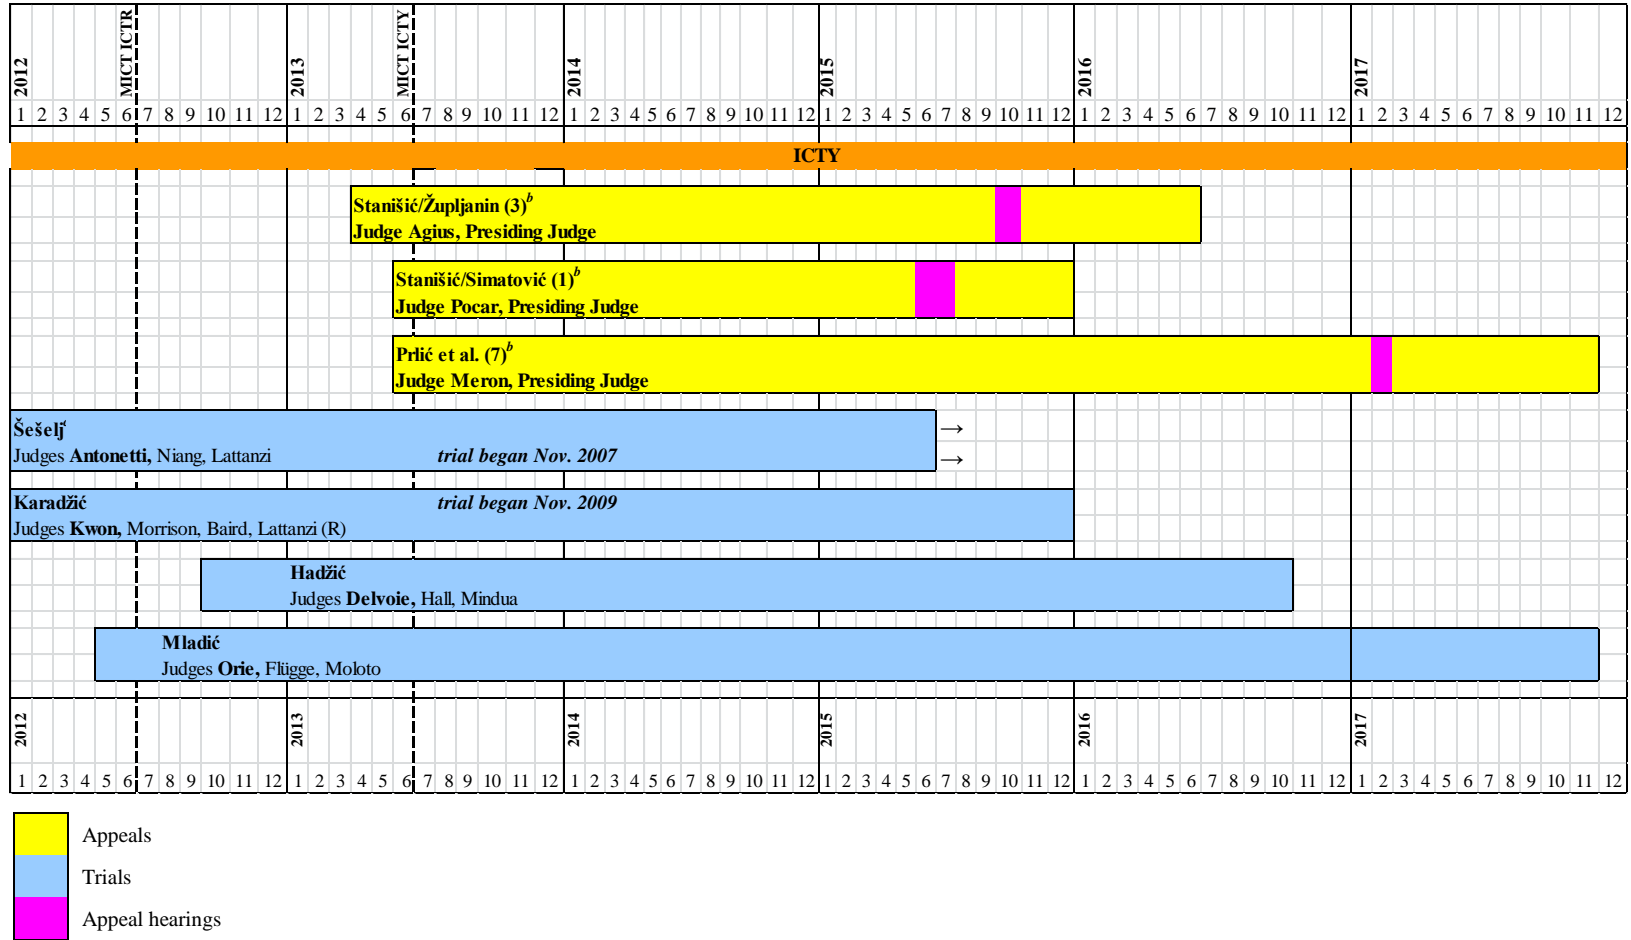 2012 MICT ICTR 2013 MICT ICTY 2014 2015 2016 2017
1 2 3 4 5 6 7 8 9 10 11 12 1 2 3 4 5 6 7 8 9 10 11 12 1 2 3 4 5 6 7 8 9 10 11 12 1 2 3 4 5 6 7 8 9 10 11 12 1 2 3 4 5 6 7 8 9 10 11 12 1 2 3 4 5 6 7 8 9 10 11 12
ICTY
Stanišić/Župljanin (3)b
Judge Agius, Presiding Judge
Stanišić/Simatović (1)b
Judge Pocar, Presiding Judge
Prlić et al. (7)b
Judge Meron, Presiding Judge
Šešelj →
Judges Antonetti, Niang, Lattanzi trial began Nov. 2007 →
Karadžić trial began Nov. 2009
Judges Kwon, Morrison, Baird, Lattanzi (R)
Hadžić
Judges Delvoie, Hall, Mindua
Mladić
Judges Orie, Flügge, Moloto
2012 2013 2014 2015 2016 2017
1 2 3 4 5 6 7 8 9 10 11 12 1 2 3 4 5 6 7 8 9 10 11 12 1 2 3 4 5 6 7 8 9 10 11 12 1 2 3 4 5 6 7 8 9 10 11 12 1 2 3 4 5 6 7 8 9 10 11 12 1 2 3 4 5 6 7 8 9 10 11 12
Appeals
Trials
Appeal hearings